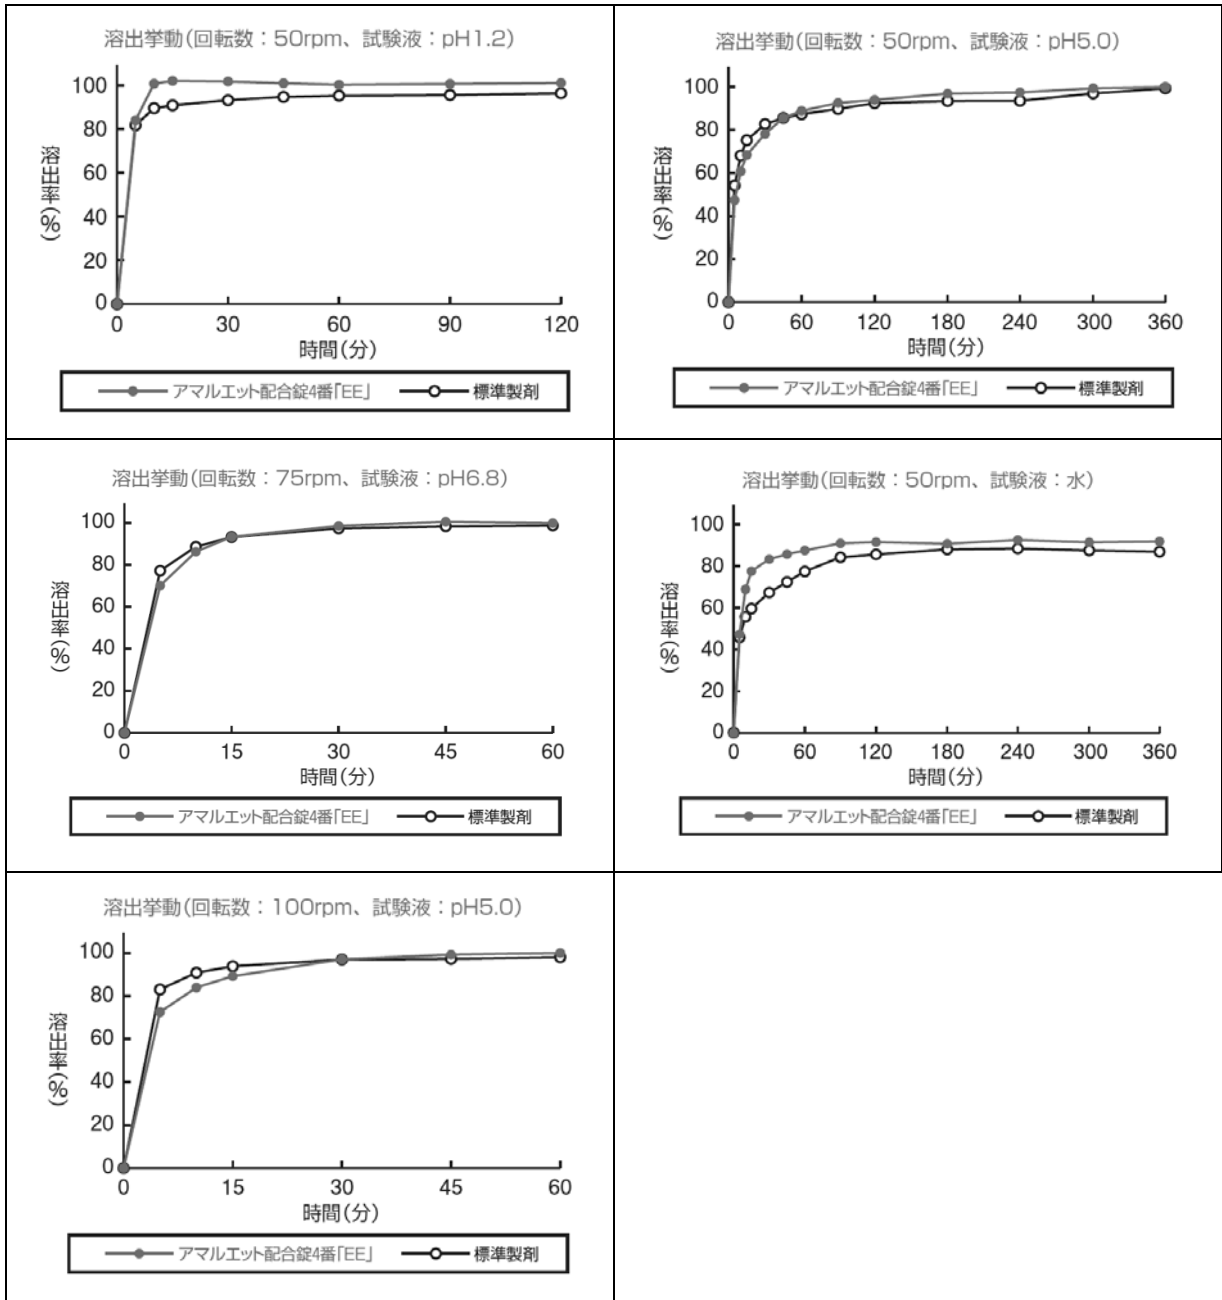 溶出挙動(回転数：50rpm、試験液：pH1.2)
100
80
60
40
20
0
溶出率(%)
0 30 60 90 120
時間(分)
アマルエット配合錠4番「EE」 標準製剤
溶出挙動(回転数：50rpm、試験液：pH5.0)
100
80
60
40
20
0
溶出率(%)
0 60 120 180 240 300 360
時間(分)
アマルエット配合錠4番「EE」 標準製剤
溶出挙動(回転数：75rpm、試験液：pH6.8)
100
80
60
40
20
0
溶出率(%)
0 15 30 45 60
時間(分)
アマルエット配合錠4番「EE」 標準製剤
溶出挙動(回転数：50rpm、試験液：水)
100
80
60
40
20
0
溶出率(%)
0 60 120 180 240 300 360
時間(分)
アマルエット配合錠4番「EE」 標準製剤
溶出挙動(回転数：100rpm、試験液：pH5.0)
100
80
60
40
20
0
溶出率(%)
0 15 30 45 60
時間(分)
アマルエット配合錠4番「EE」 標準製剤